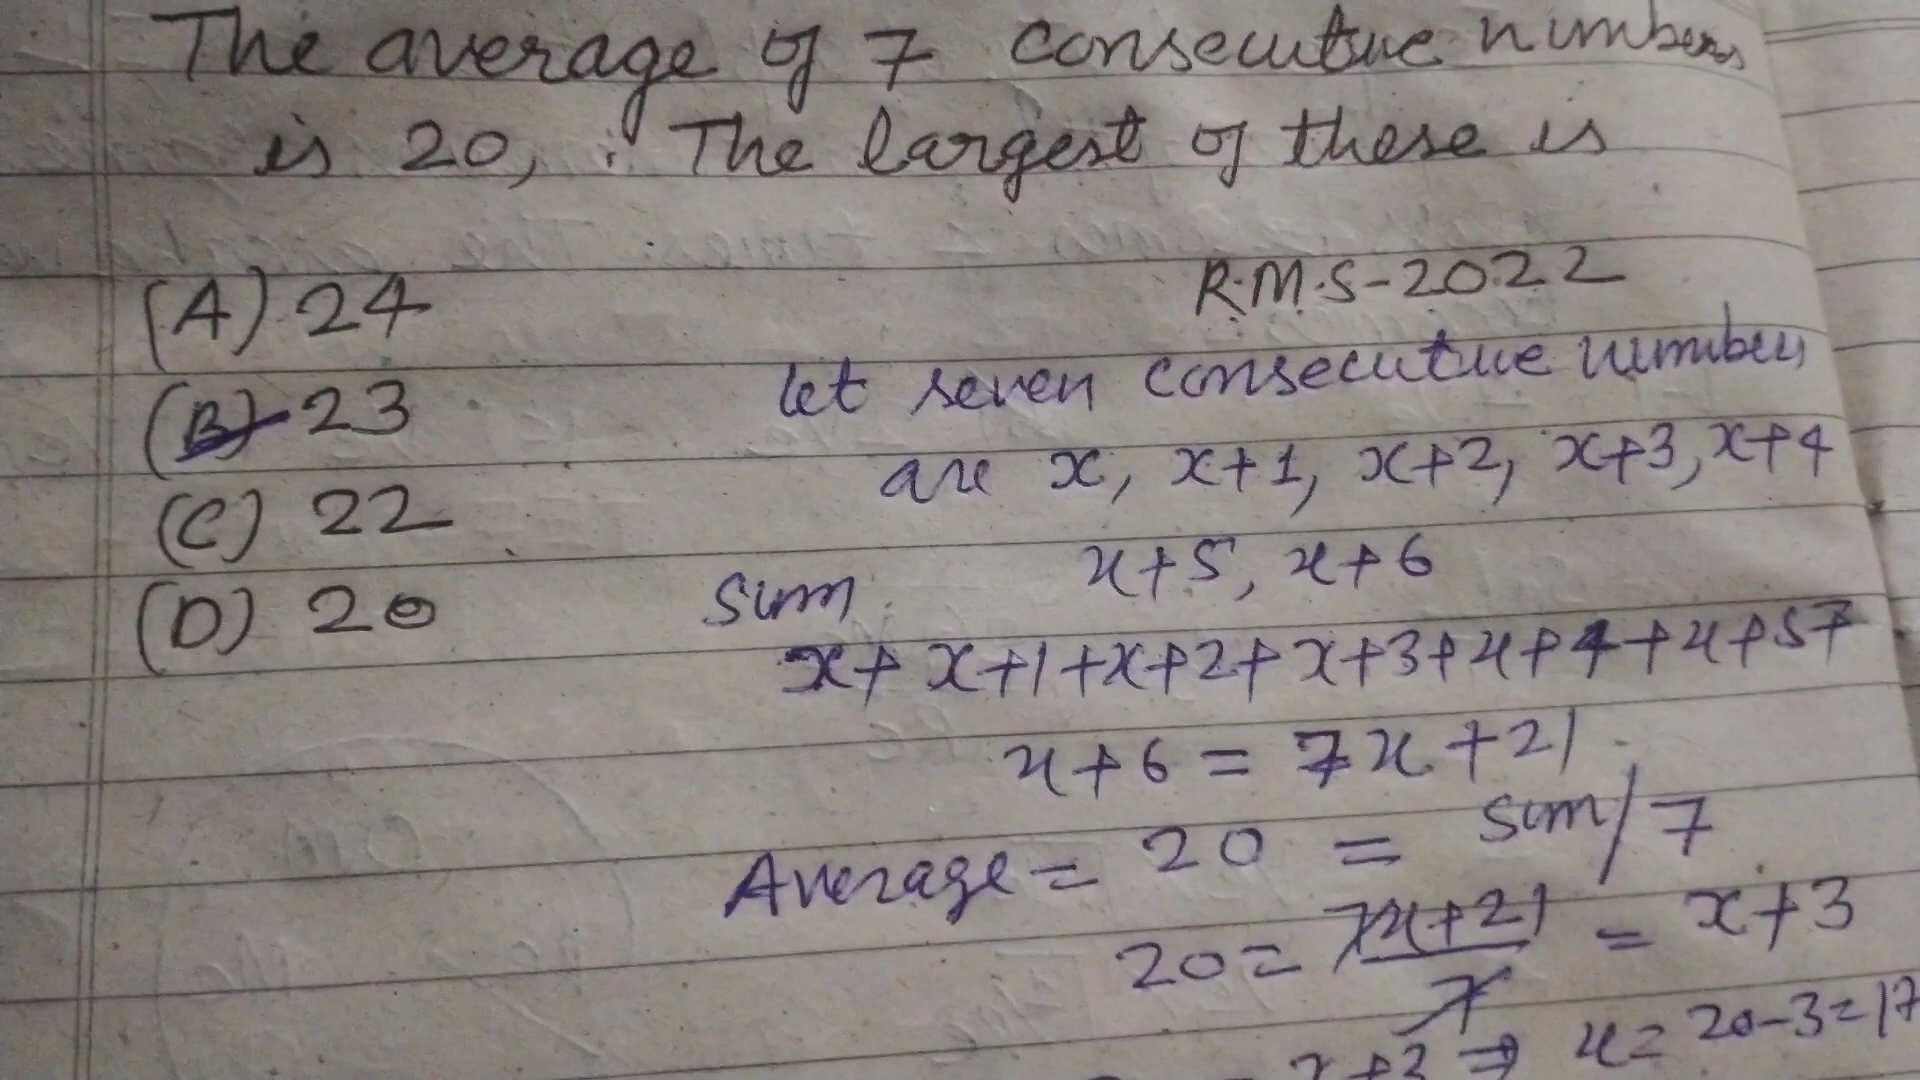 The average of 7 consecutive numbers
is 20, The largest of these is
R.M.S-2022
(A) 24
(B) 23
(C) 22
(D) 20
let seven consecutive numbers
are x, x+1, x+2, x+3, x+4
x+5, x+6
Sum
x+ x+1+x+2+x+3+x+4+x+5+
x+6 = 7x+21
Average = 20 = sum/7
20 = 7x+21/7 = x+3
x+3 ⇒ x = 20-3=17